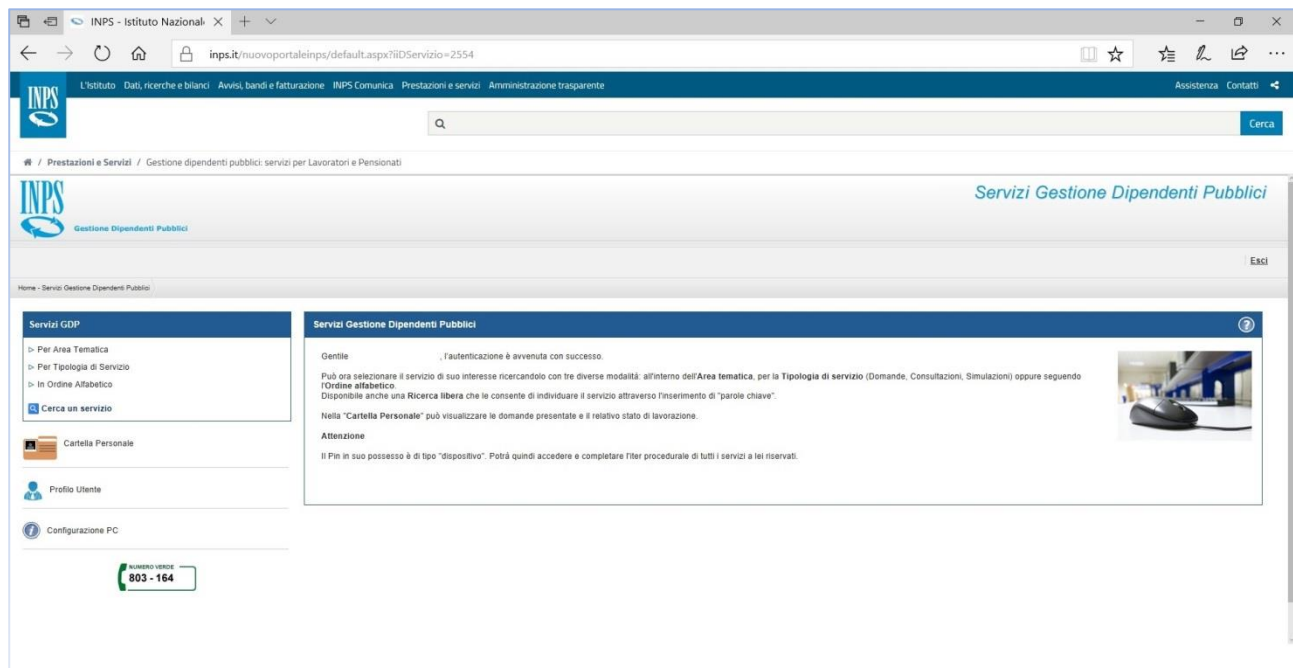 INPS - Istituto Nazional
inps.it/nuovoportaleinps/default.aspx?iiDServizio=2554
INPS
L'Istituto Dati, ricerche e bilanci Avvisi, bandi e fatturazione INPS Comunica Prestazioni e servizi Amministrazione trasparente
Assistenza Contatti
Cerca
/ Prestazioni e Servizi / Gestione dipendenti pubblici: servizi per Lavoratori e Pensionati
INPS
Gestione Dipendenti Pubblici
Servizi Gestione Dipendenti Pubblici
Esci
Home - Servizi Gestione Dipendenti Pubblici
Servizi GDP
Per Area Tematica
Per Tipologia di Servizio
In Ordine Alfabetico
Cerca un servizio
Cartella Personale
Profilo Utente
Configurazione PC
NUMERO VERDE
803 - 164
Servizi Gestione Dipendenti Pubblici
Gentile , l'autenticazione è avvenuta con successo.
Può ora selezionare il servizio di suo interesse ricercandolo con tre diverse modalità: all'interno dell'Area tematica, per la Tipologia di servizio (Domande, Consultazioni, Simulazioni) oppure seguendo
l'Ordine alfabetico.
Disponibile anche una Ricerca libera che le consente di individuare il servizio attraverso l'inserimento di "parole chiave".
Nella "Cartella Personale" può visualizzare le domande presentate e il relativo stato di lavorazione.
Attenzione
Il Pin in suo possesso è di tipo "dispositivo". Potrà quindi accedere e completare l'iter procedurale di tutti i servizi a lei riservati.